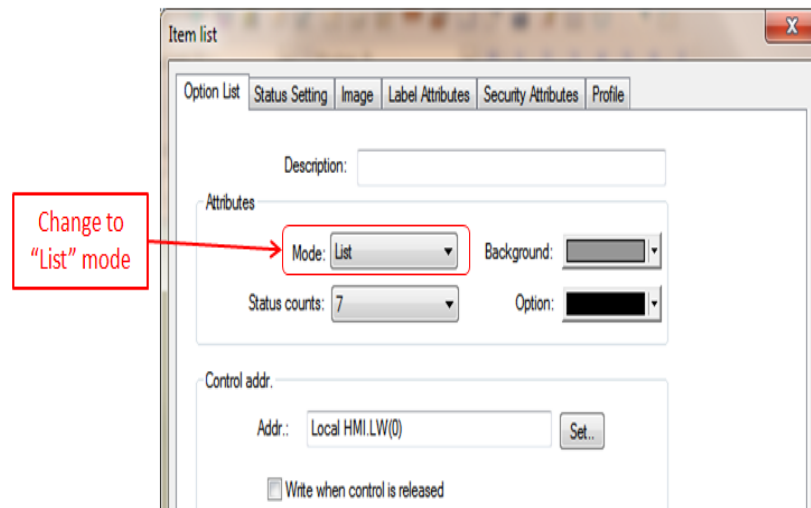 Item list
X
Option List Status Setting Image Label Attributes Security Attributes Profile
Description:
Attributes
Change to
“List” mode
Mode: List Background:
Status counts: 7 Option:
Control addr.
Addr.: Local HMI.LW(0) Set..
Write when control is released